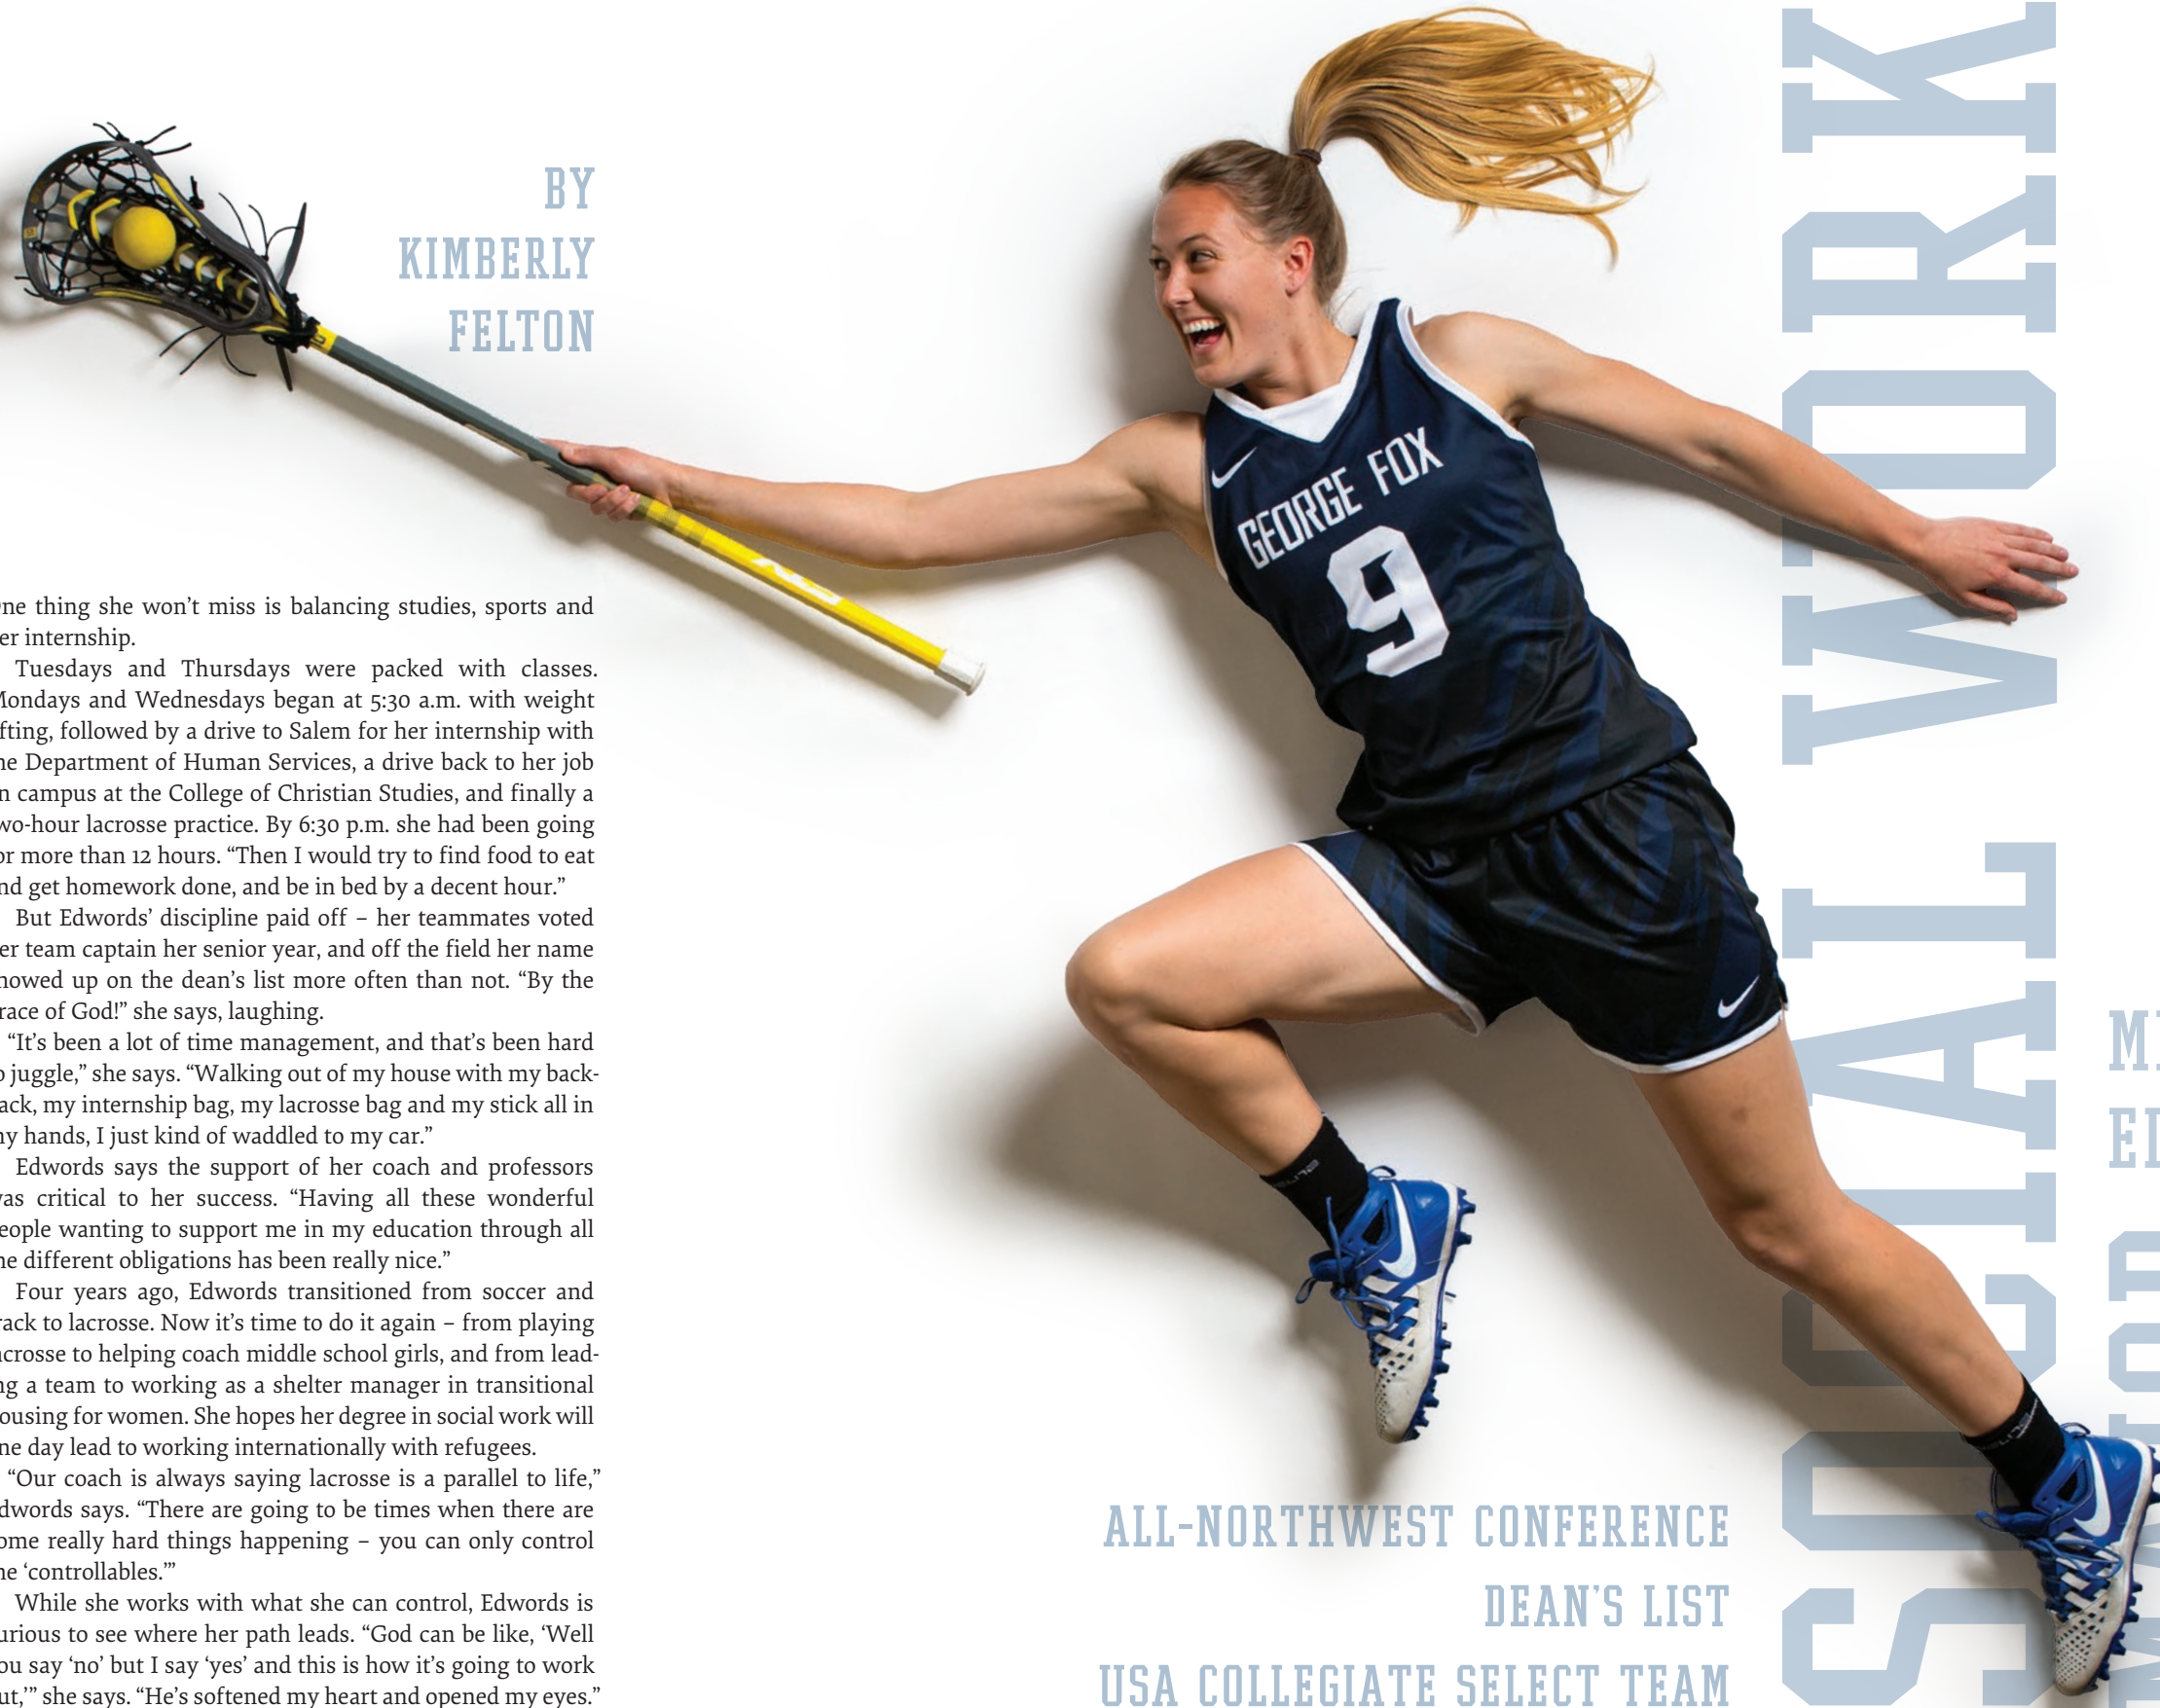 BY
KIMBERLY
FELTON
ne thing she won’t miss is balancing studies, sports and
er internship.
Tuesdays and Thursdays were packed with classes.
ondays and Wednesdays began at 5:30 a.m. with weight
fting, followed by a drive to Salem for her internship with
he Department of Human Services, a drive back to her job
n campus at the College of Christian Studies, and finally a
wo-hour lacrosse practice. By 6:30 p.m. she had been going
or more than 12 hours. “Then I would try to find food to eat
nd get homework done, and be in bed by a decent hour.”
But Edwords’ discipline paid off – her teammates voted
er team captain her senior year, and off the field her name
howed up on the dean’s list more often than not. “By the
race of God!” she says, laughing.
“It’s been a lot of time management, and that’s been hard
o juggle,” she says. “Walking out of my house with my back-
ack, my internship bag, my lacrosse bag and my stick all in
y hands, I just kind of waddled to my car.”
Edwords says the support of her coach and professors
as critical to her success. “Having all these wonderful
eople wanting to support me in my education through all
he different obligations has been really nice.”
Four years ago, Edwords transitioned from soccer and
rack to lacrosse. Now it’s time to do it again – from playing
acrosse to helping coach middle school girls, and from lead-
ng a team to working as a shelter manager in transitional
ousing for women. She hopes her degree in social work will
ne day lead to working internationally with refugees.
“Our coach is always saying lacrosse is a parallel to life,”
dwords says. “There are going to be times when there are
ome really hard things happening – you can only control
he ‘controllables.’”
While she works with what she can control, Edwords is
urious to see where her path leads. “God can be like, ‘Well
ou say ‘no’ but I say ‘yes’ and this is how it’s going to work
ut,’” she says. “He’s softened my heart and opened my eyes.”
GEORGE FOX
9
ALL-NORTHWEST CONFERENCE
DEAN’S LIST
USA COLLEGIATE SELECT TEAM
SOCIAL WORK